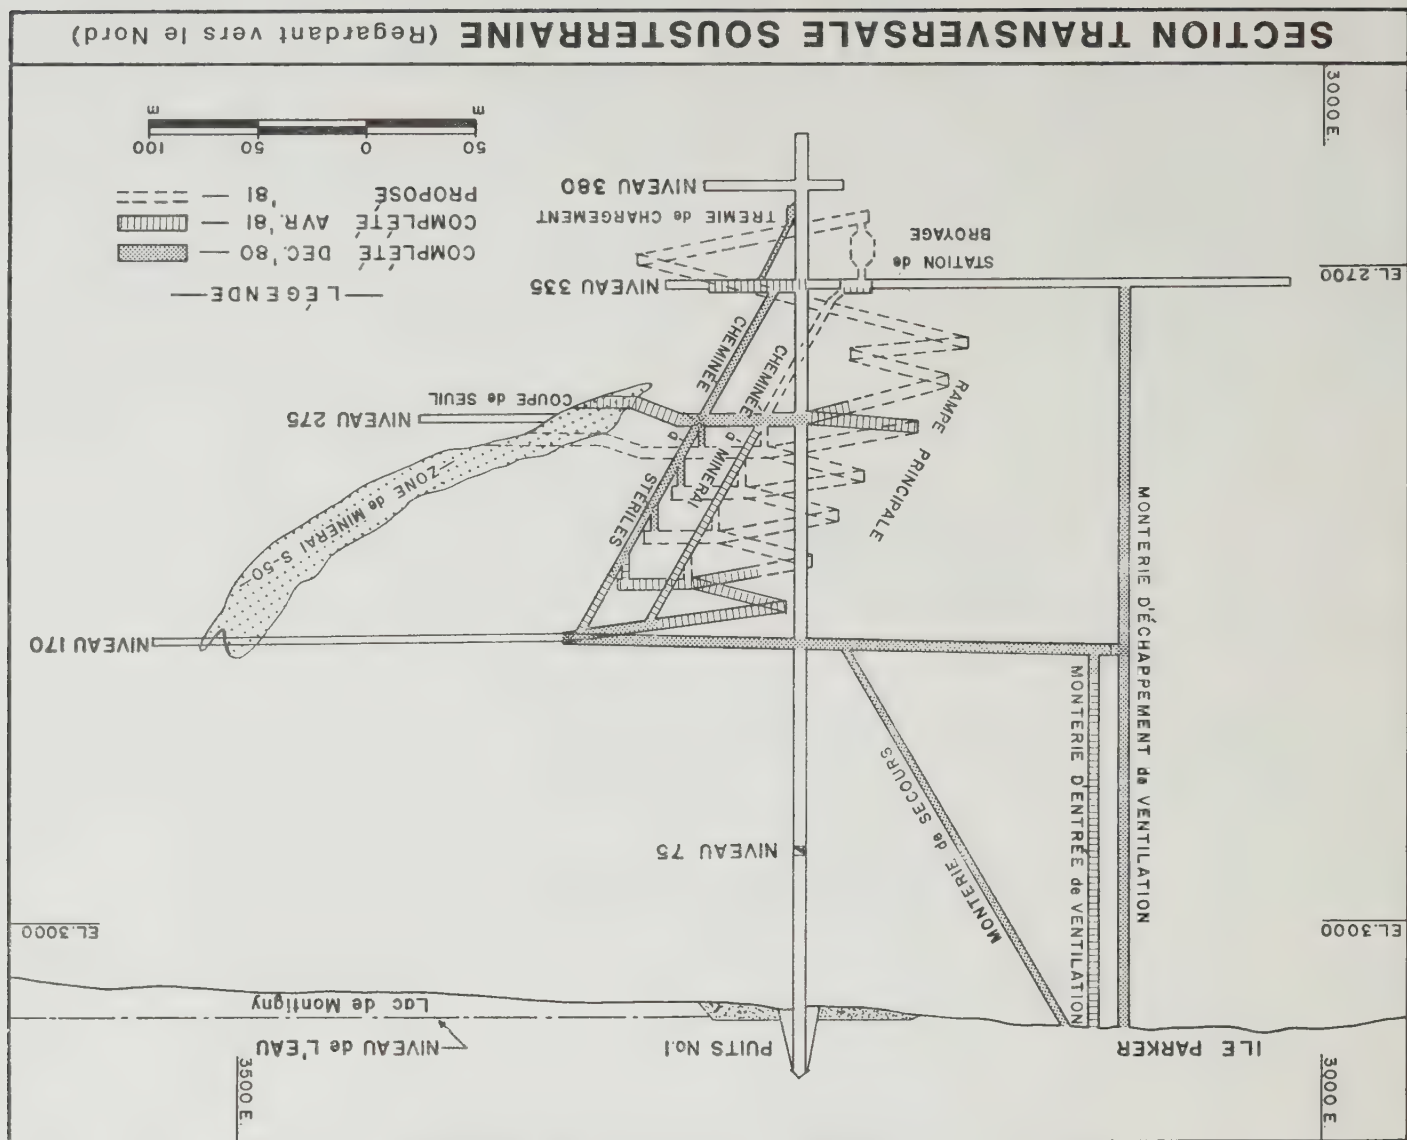 3000 E.
3500 E.
ILE PARKER
PUITS No.1
NIVEAU de L'EAU
Lac de Montigny
EL.3000
EL.3000
NIVEAU 75
MONTERIE de SECOURS
MONTERIE D'ENTRÉE de VENTILATION
MONTERIE D'ÉCHAPPEMENT de VENTILATION
NIVEAU 170
ZONE de MINERAI S-50
RAMPE PRINCIPALE
CHEMINÉE à MINERAI
CHEMINÉE à STÉRILES
NIVEAU 275
COUPE de SEUIL
EL.2700
NIVEAU 335
STATION de
BROYAGE
TRÉMIE de CHARGEMENT
NIVEAU 380
LÉGENDE
COMPLÉTÉ DEC.'80
COMPLÉTÉ AVR.'81
PROPOSÉ '81
50 0 50 100
m m
3000 E.
SECTION TRANSVERSALE SOUSTERRAINE (Regardant vers le Nord)